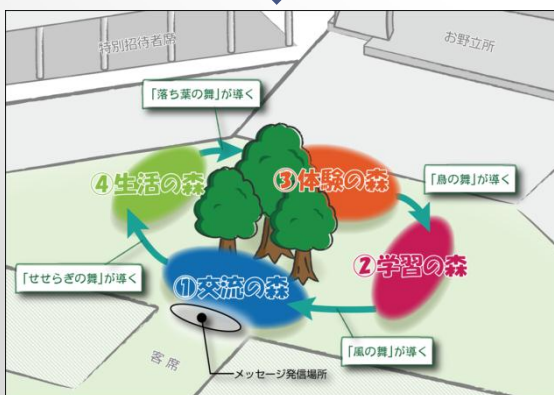 特別招待者席
お野立所
「落ち葉の舞」が導く
④生活の森
③体験の森
「鳥の舞」が導く
②学習の森
「せせらぎの舞」が導く
①交流の森
「風の舞」が導く
客席
メッセージ発信場所